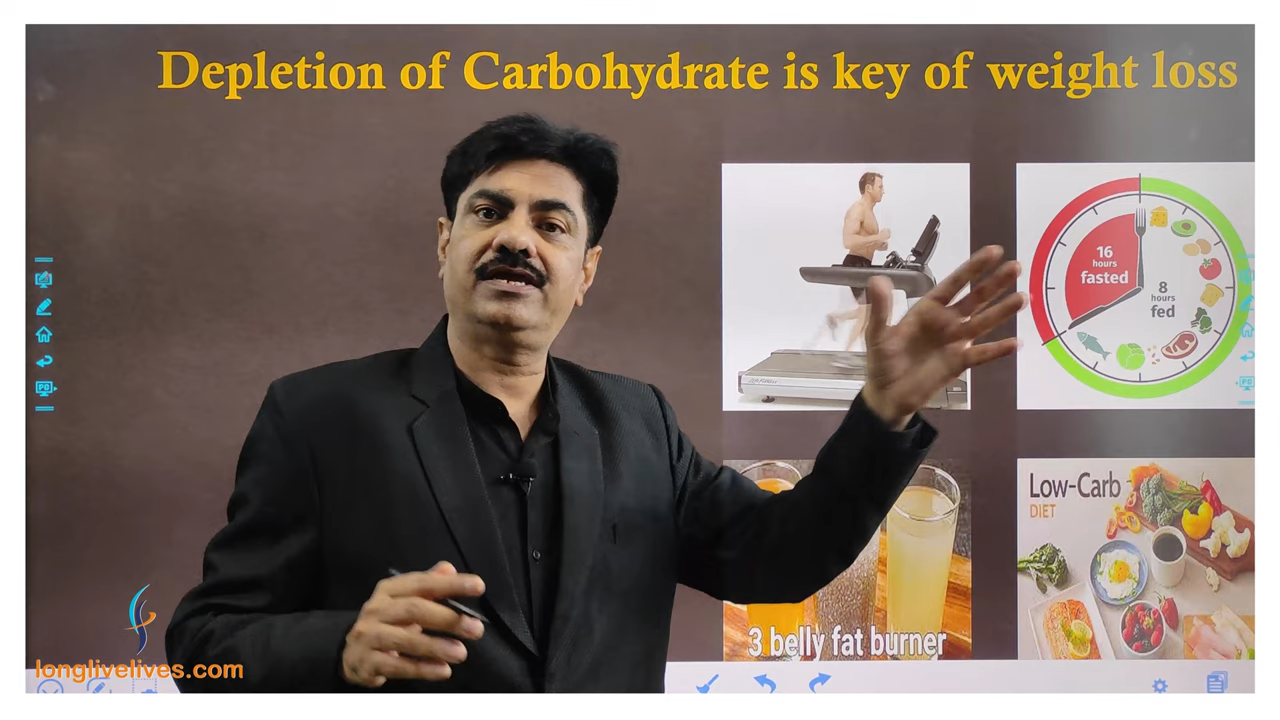 Depletion of Carbohydrate is key of weight loss
16
hours
fasted
8
hours
fed
3 belly fat burner
Low-Carb
DIET
longlivelives.com